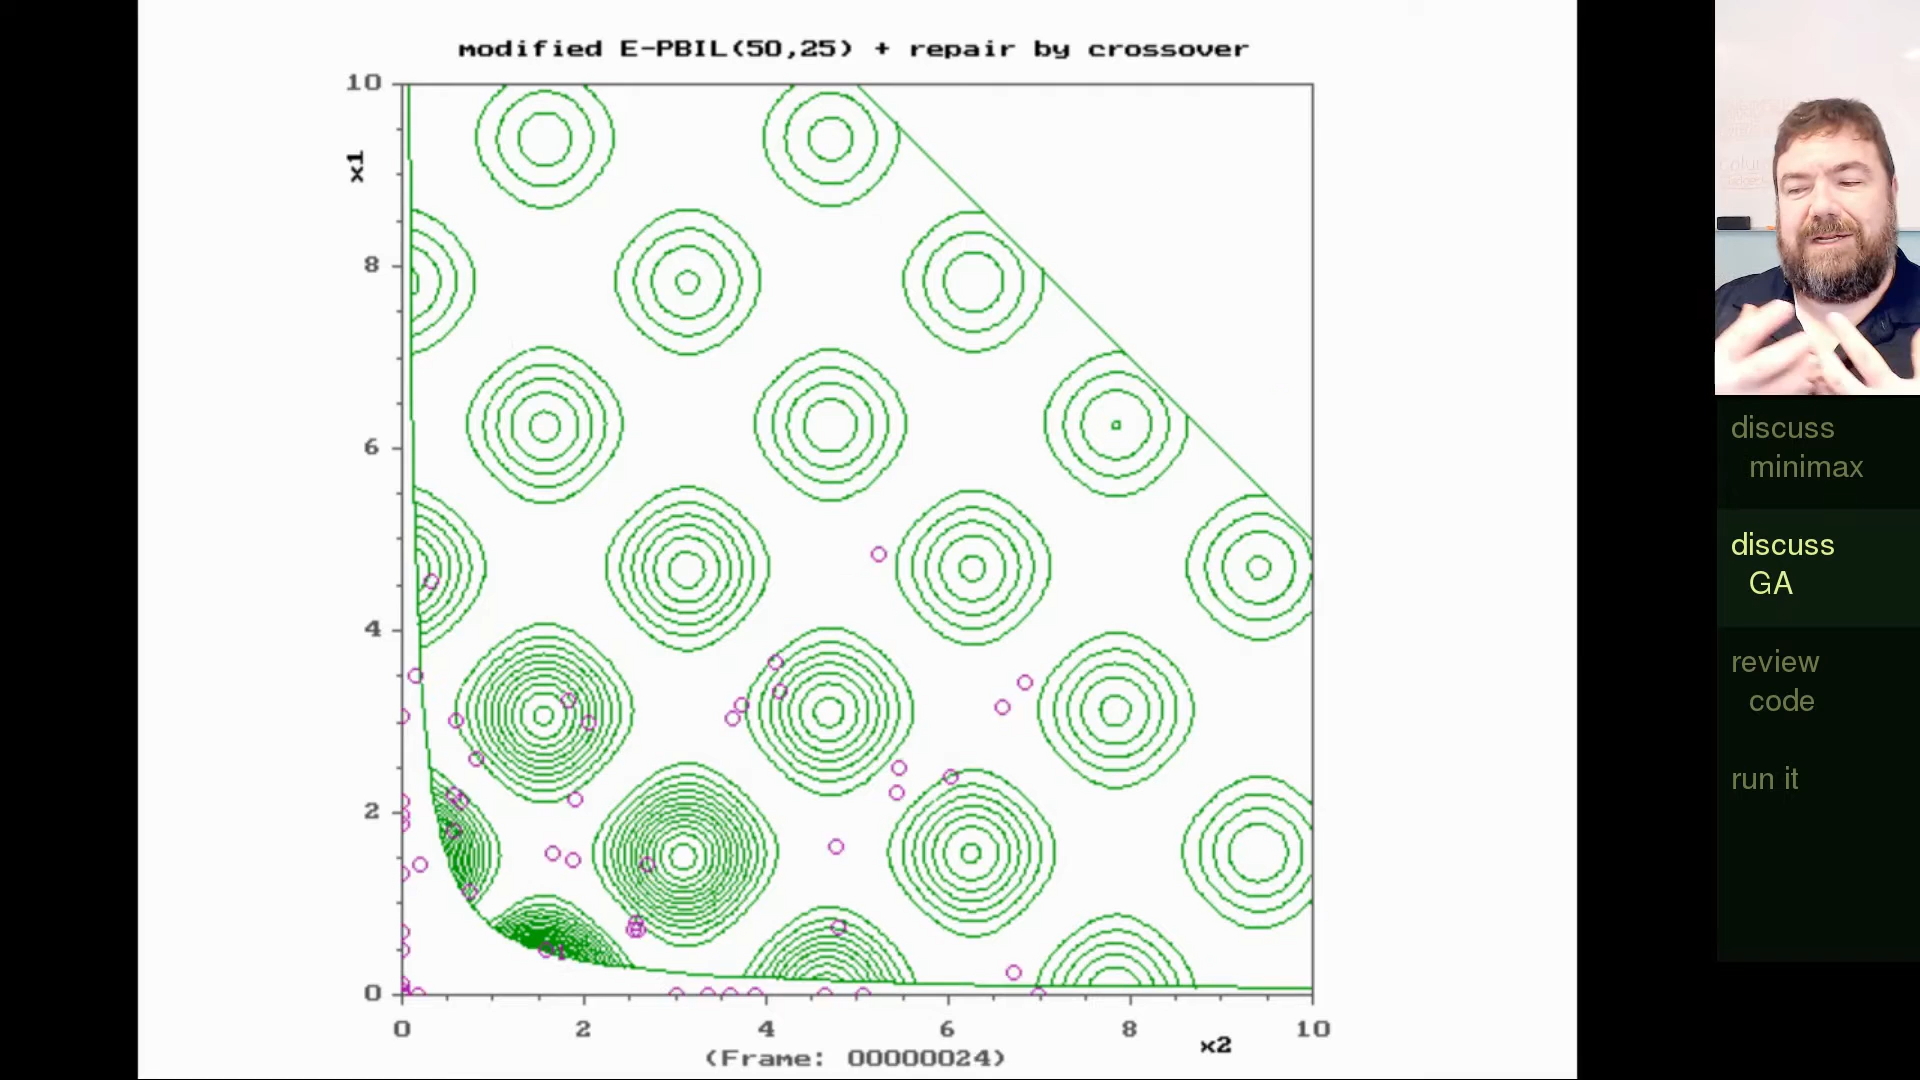 modified E-PBIL(50,25) + repair by crossover
10
x1
8
6
4
2
0
0 2 4 6 8 10
x2
(Frame: 00000024)
discuss
minimax
discuss
GA
review
code
run it